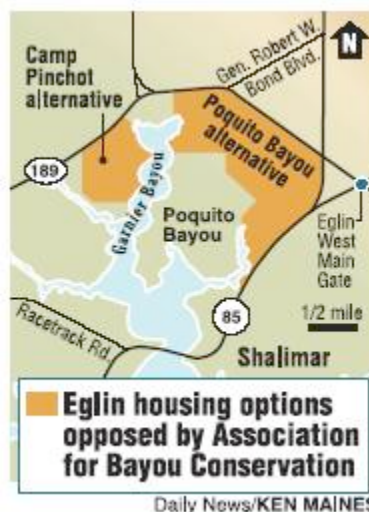 N
Camp
Pinchot
alternative
Gen. Robert W.
Bond Blvd.
Poquito Bayou
alternative
189
Garnier Bayou
Poquito
Bayou
Eglin
West
Main
Gate
85
1/2 mile
Racetrack Rd.
Shalimar
Eglin housing options
opposed by Association
for Bayou Conservation
Daily News/KEN MAINES